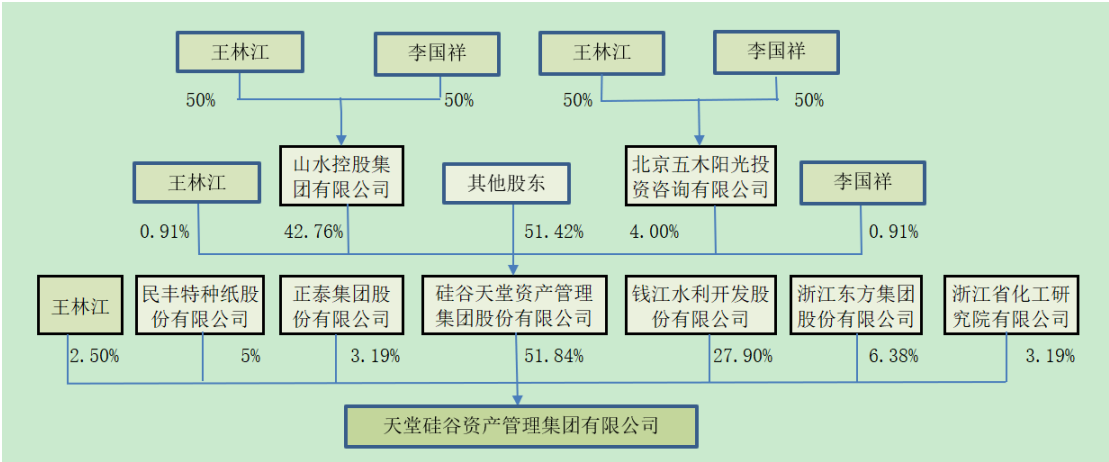 王林江
李国祥
王林江
李国祥
50%
50%
50%
50%
王林江
山水控股集
团有限公司
其他股东
北京五木阳光投
资咨询有限公司
李国祥
0.91%
42.76%
51.42%
4.00%
0.91%
王林江
民丰特种纸股
份有限公司
正泰集团股
份有限公司
硅谷天堂资产管理
集团股份有限公司
钱江水利开发股
份有限公司
浙江东方集团
股份有限公司
浙江省化工研
究院有限公司
2.50%
5%
3.19%
51.84%
27.90%
6.38%
3.19%
天堂硅谷资产管理集团有限公司